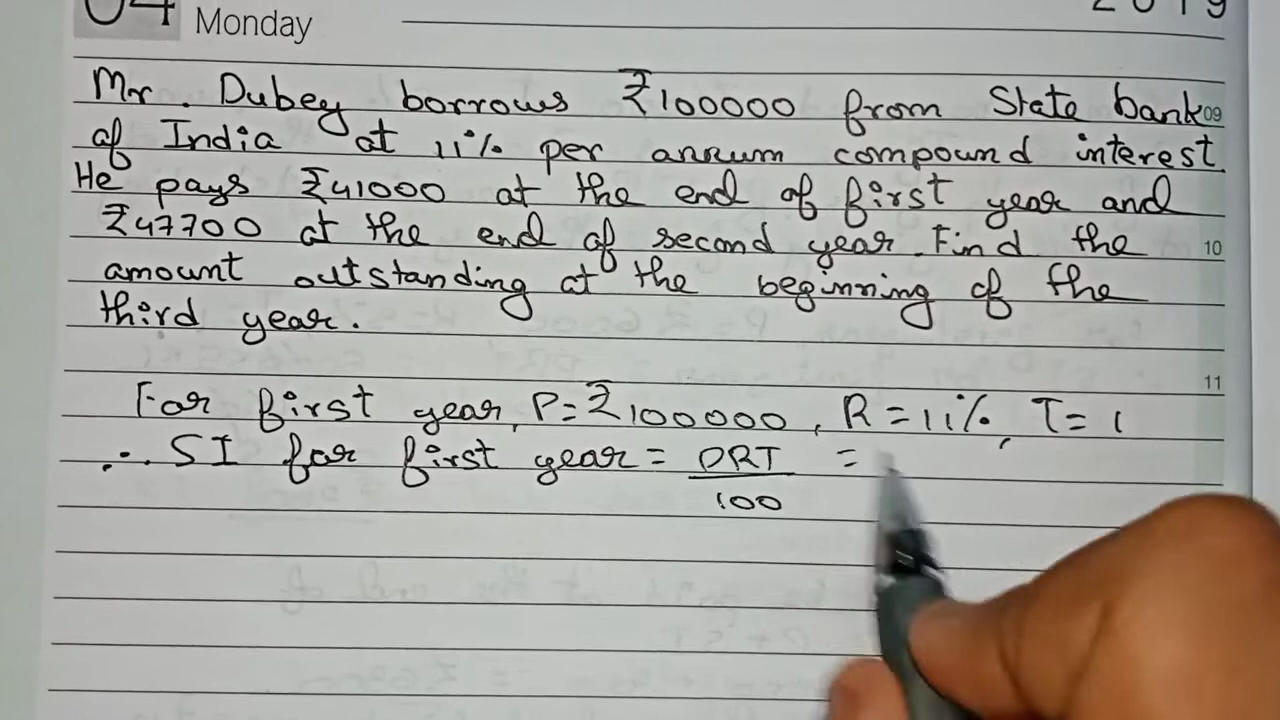 04 Monday 2019
Mr. Dubey borrows ₹100000 from State bank 09
of India at 11% per annum compound interest
He pays ₹41000 at the end of first year and
₹47700 at the end of second year. Find the 10
amount outstanding at the beginning of the
third year.
11
For first year, P=₹100000, R=11%, T=1
∴ SI for first year = PRT =
100